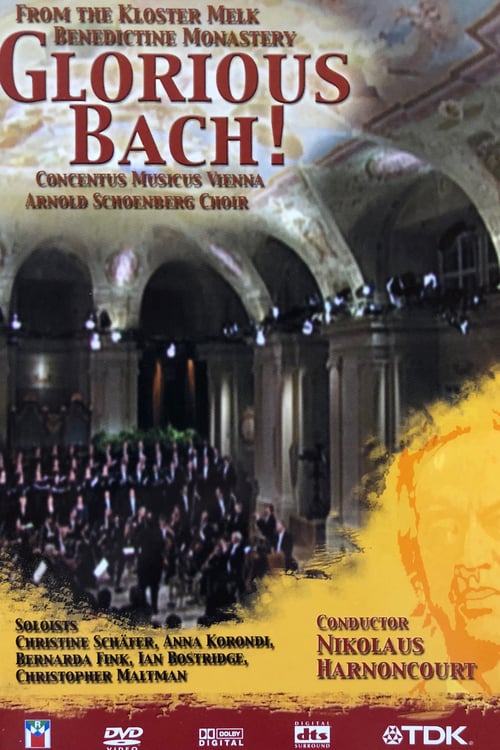 From the Kloster Melk
Benedictine Monastery
Glorious
Bach!
Concentus Musicus Vienna
Arnold Schoenberg Choir
Soloists
Christine Schäfer, Anna Korondi,
Bernarda Fink, Ian Bostridge,
Christopher Maltman
Conductor
Nikolaus
Harnoncourt
R
DVD
VIDEO
DOLBY
DIGITAL
DIGITAL
dts
SURROUND
TDK